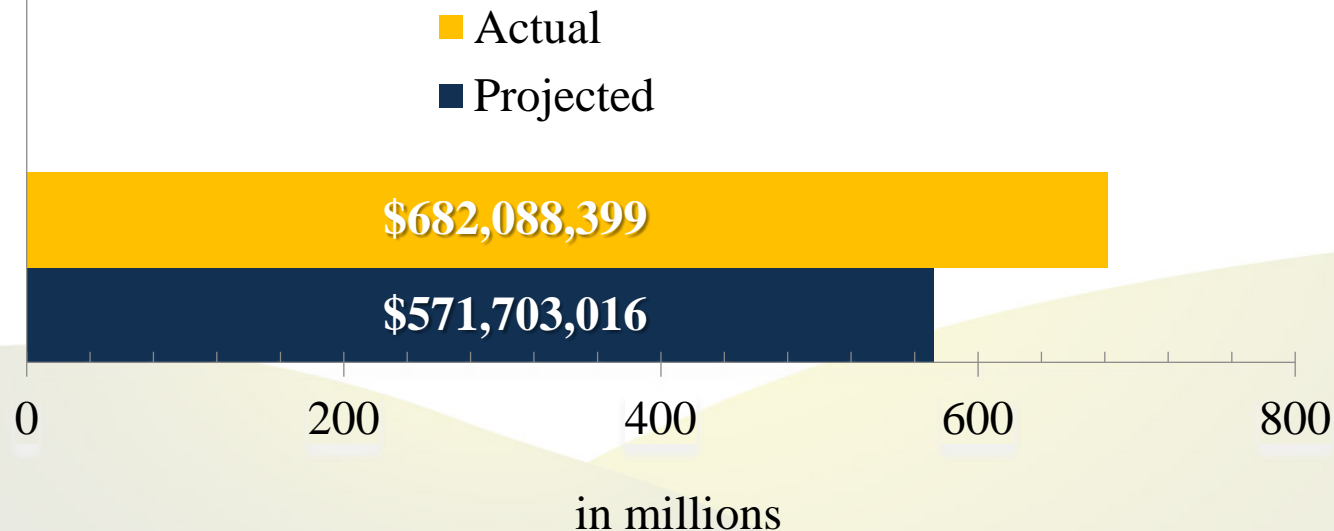 Actual
Projected
$682,088,399
$571,703,016
0 200 400 600 800
in millions